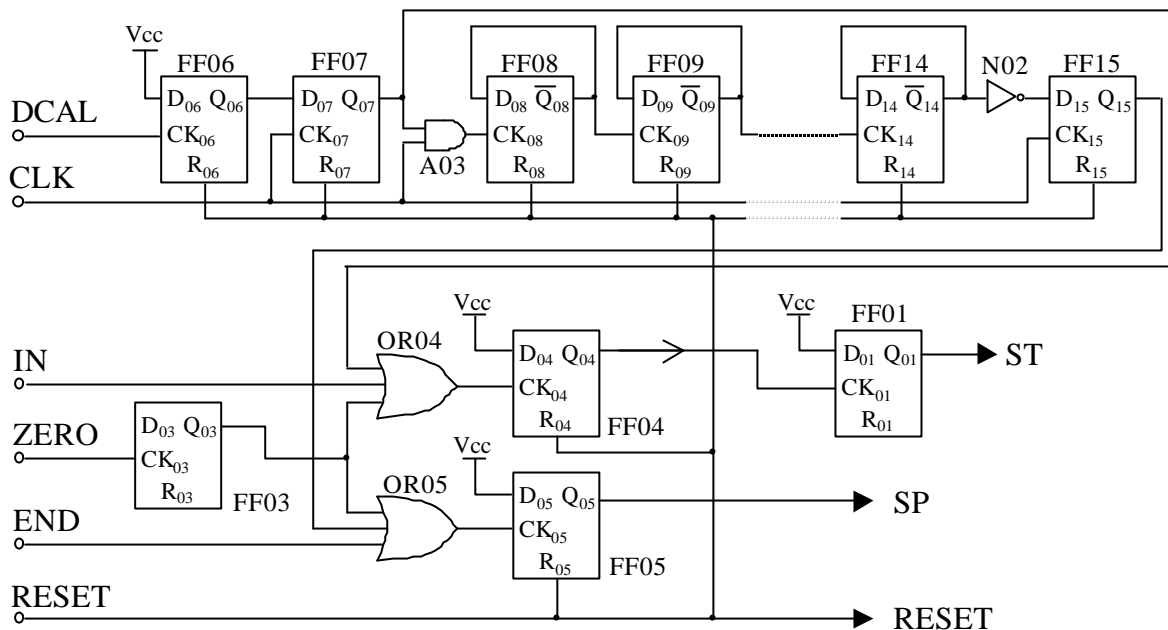 Vcc
FF06 FF07 FF08 FF09 FF14 N02 FF15
D06 Q06 D07 Q07 D08 Q̅08 D09 Q̅09 D14 Q̅14 D15 Q15
DCAL CK06 CK07 A03 CK08 CK09 CK14 CK15
R06 R07 R08 R09 R14 R15
CLK
Vcc Vcc
OR04 FF01
D04 Q04 D01 Q01 ST
IN CK04 CK01
R04 FF04 R01
ZERO D03 Q03 Vcc
CK03
R03 FF03
OR05 D05 Q05 SP
END CK05
R05 FF05
RESET RESET